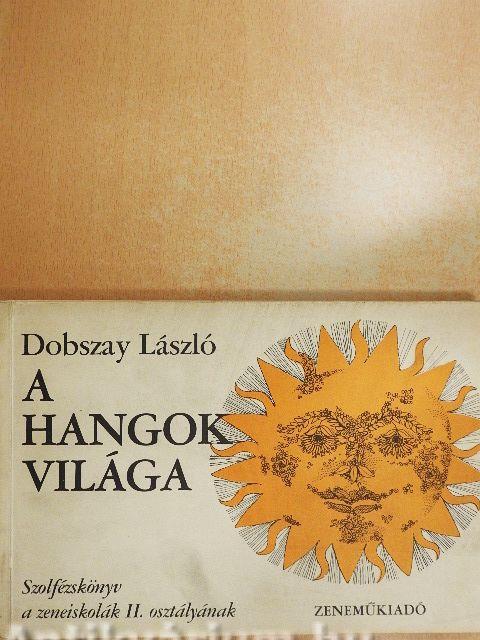 Dobszay László
A
HANGOK
VILÁGA
Szolfézskönyv
a zeneiskolák II. osztályának
ZENEMŰKIADÓ